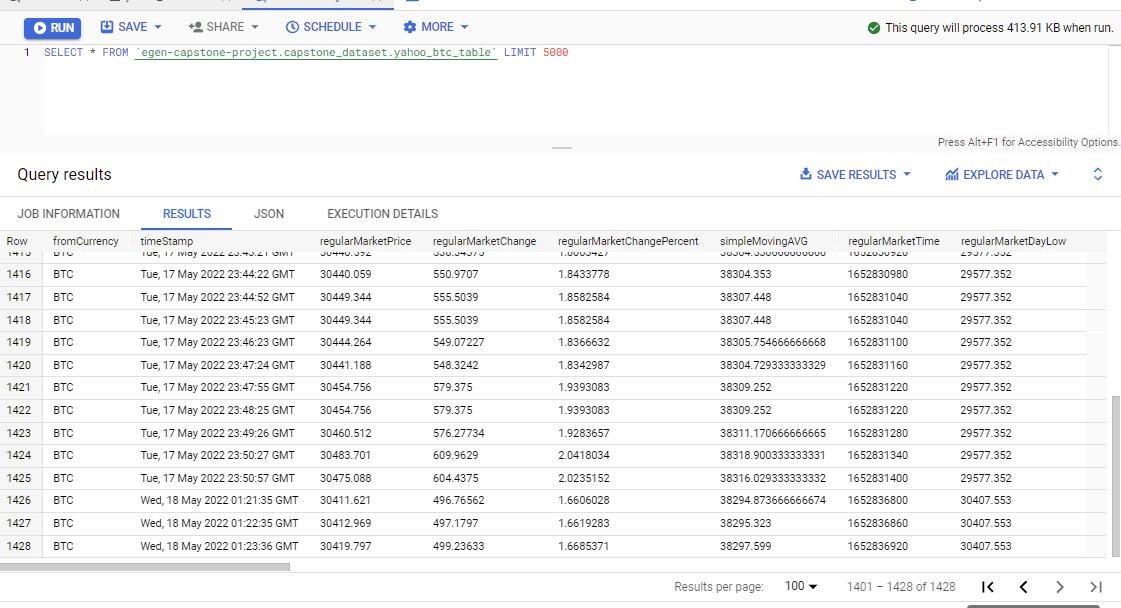 RUN SAVE SHARE SCHEDULE MORE This query will process 413.91 KB when run.
1 SELECT * FROM `egen-capstone-project.capstone_dataset.yahoo_btc_table` LIMIT 5000
Press Alt+F1 for Accessibility Options.
Query results SAVE RESULTS EXPLORE DATA
JOB INFORMATION RESULTS JSON EXECUTION DETAILS
Row fromCurrency timeStamp regularMarketPrice regularMarketChange regularMarketChangePercent simpleMovingAVG regularMarketTime regularMarketDayLow
1415 BTC Tue, 17 May 2022 23:43:21 GMT 29577.352
1416 BTC Tue, 17 May 2022 23:44:22 GMT 30440.059 550.9707 1.8433778 38304.353 1652830980 29577.352
1417 BTC Tue, 17 May 2022 23:44:52 GMT 30449.344 555.5039 1.8582584 38307.448 1652831040 29577.352
1418 BTC Tue, 17 May 2022 23:45:23 GMT 30449.344 555.5039 1.8582584 38307.448 1652831040 29577.352
1419 BTC Tue, 17 May 2022 23:46:23 GMT 30444.264 549.07227 1.8366632 38305.754666666668 1652831100 29577.352
1420 BTC Tue, 17 May 2022 23:47:24 GMT 30441.188 548.3242 1.8342987 38304.729333333329 1652831160 29577.352
1421 BTC Tue, 17 May 2022 23:47:55 GMT 30454.756 579.375 1.9393083 38309.252 1652831220 29577.352
1422 BTC Tue, 17 May 2022 23:48:25 GMT 30454.756 579.375 1.9393083 38309.252 1652831220 29577.352
1423 BTC Tue, 17 May 2022 23:49:26 GMT 30460.512 576.27734 1.9283657 38311.170666666665 1652831280 29577.352
1424 BTC Tue, 17 May 2022 23:50:27 GMT 30483.701 609.9629 2.0418034 38318.900333333331 1652831340 29577.352
1425 BTC Tue, 17 May 2022 23:50:57 GMT 30475.088 604.4375 2.0235152 38316.029333333332 1652831400 29577.352
1426 BTC Wed, 18 May 2022 01:21:35 GMT 30411.621 496.76562 1.6606028 38294.873666666674 1652836800 30407.553
1427 BTC Wed, 18 May 2022 01:22:35 GMT 30412.969 497.1797 1.6619283 38295.323 1652836860 30407.553
1428 BTC Wed, 18 May 2022 01:23:36 GMT 30419.797 499.23633 1.6685371 38297.599 1652836920 30407.553
Results per page: 100 1401 – 1428 of 1428